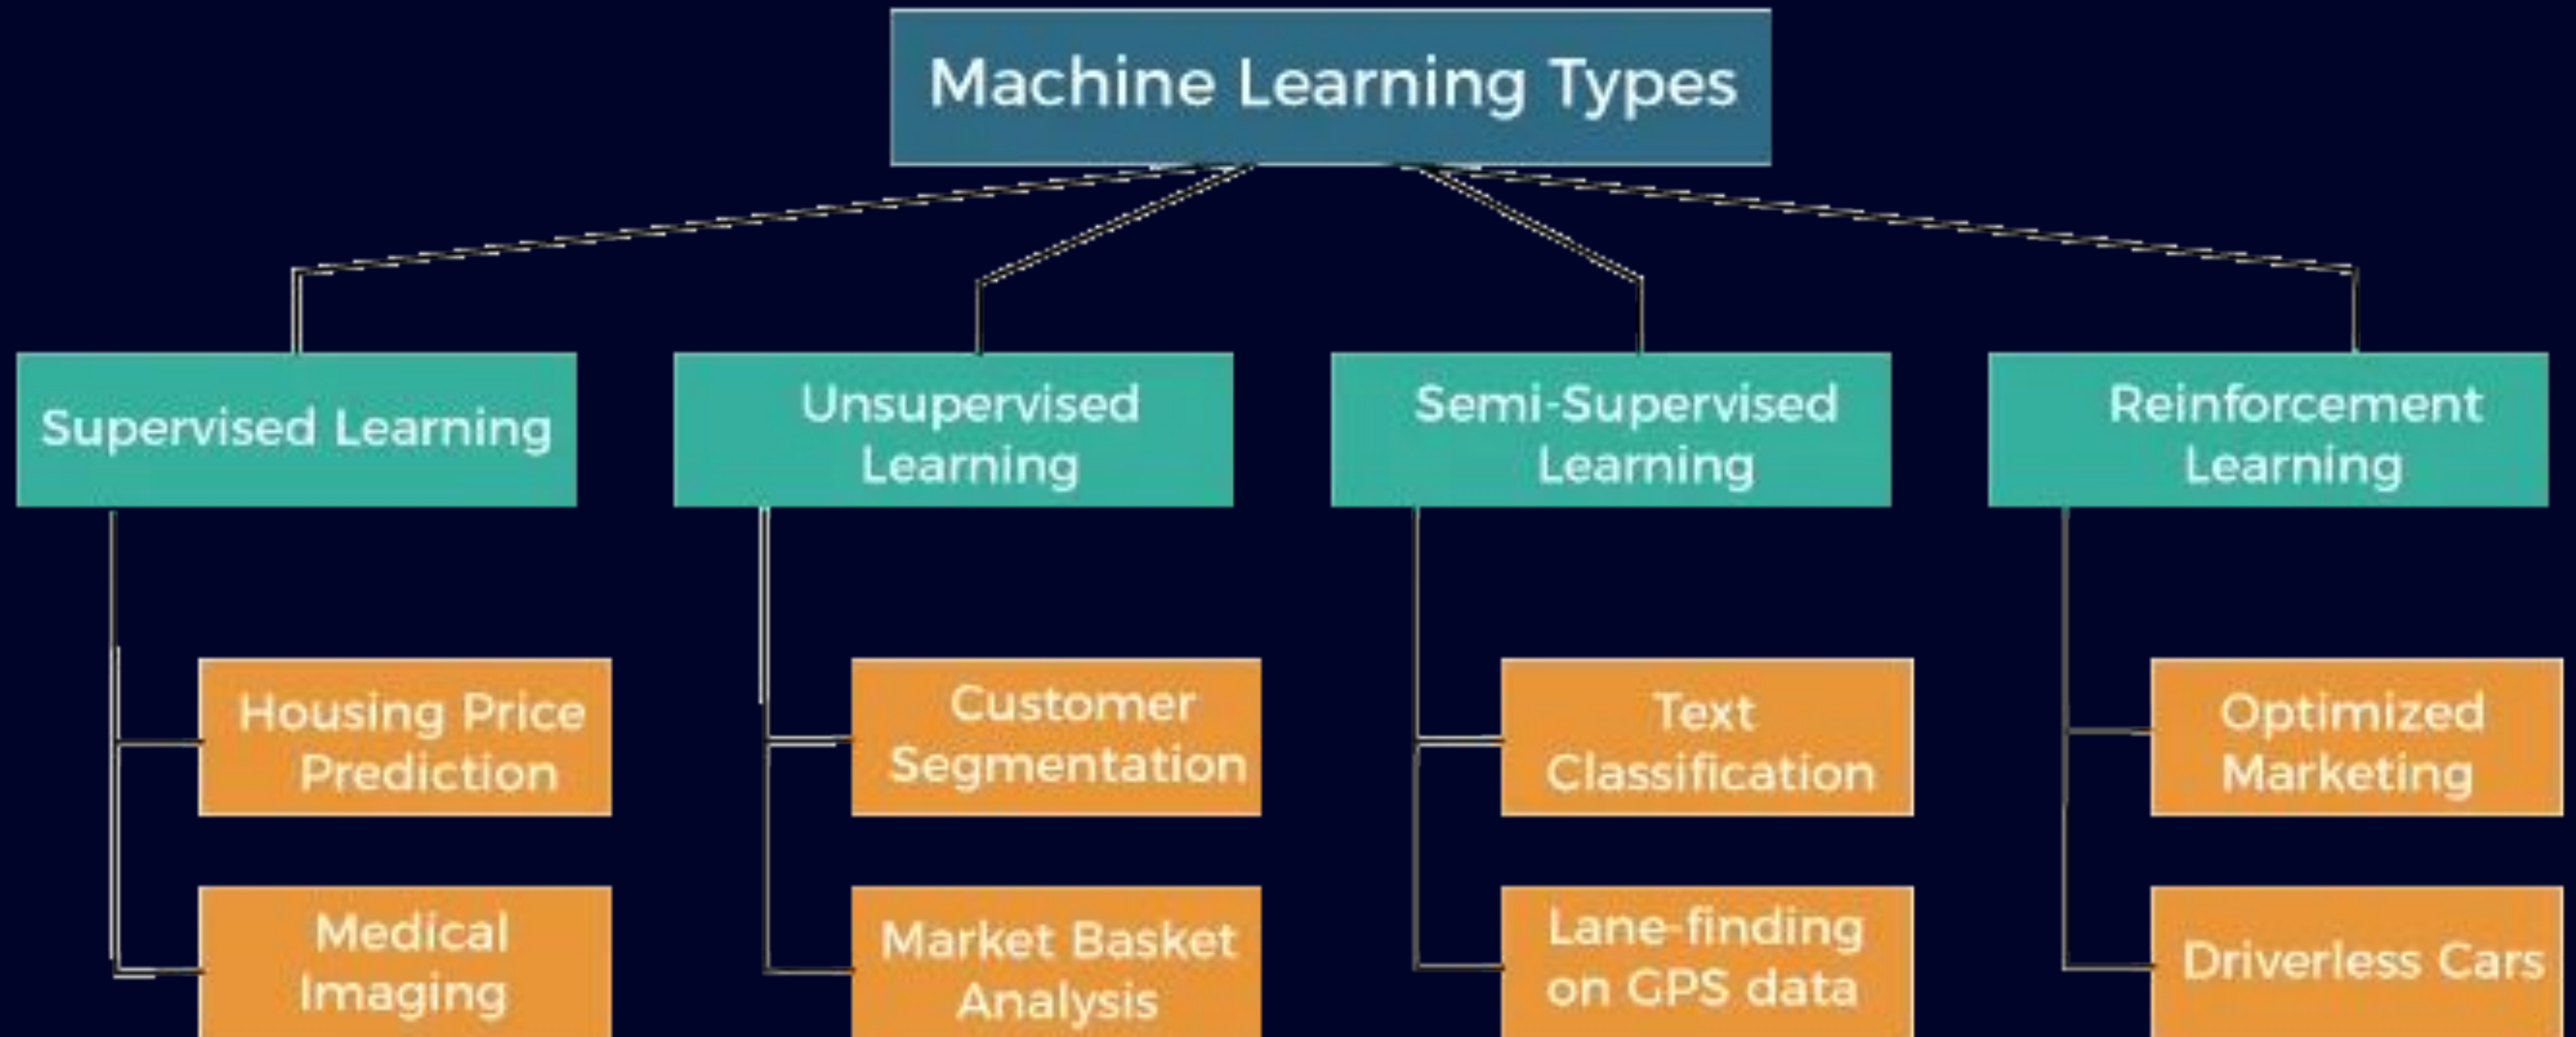 Machine Learning Types
Supervised Learning
Unsupervised
Learning
Semi-Supervised
Learning
Reinforcement
Learning
Housing Price
Prediction
Customer
Segmentation
Text
Classification
Optimized
Marketing
Medical
Imaging
Market Basket
Analysis
Lane-finding
on GPS data
Driverless Cars